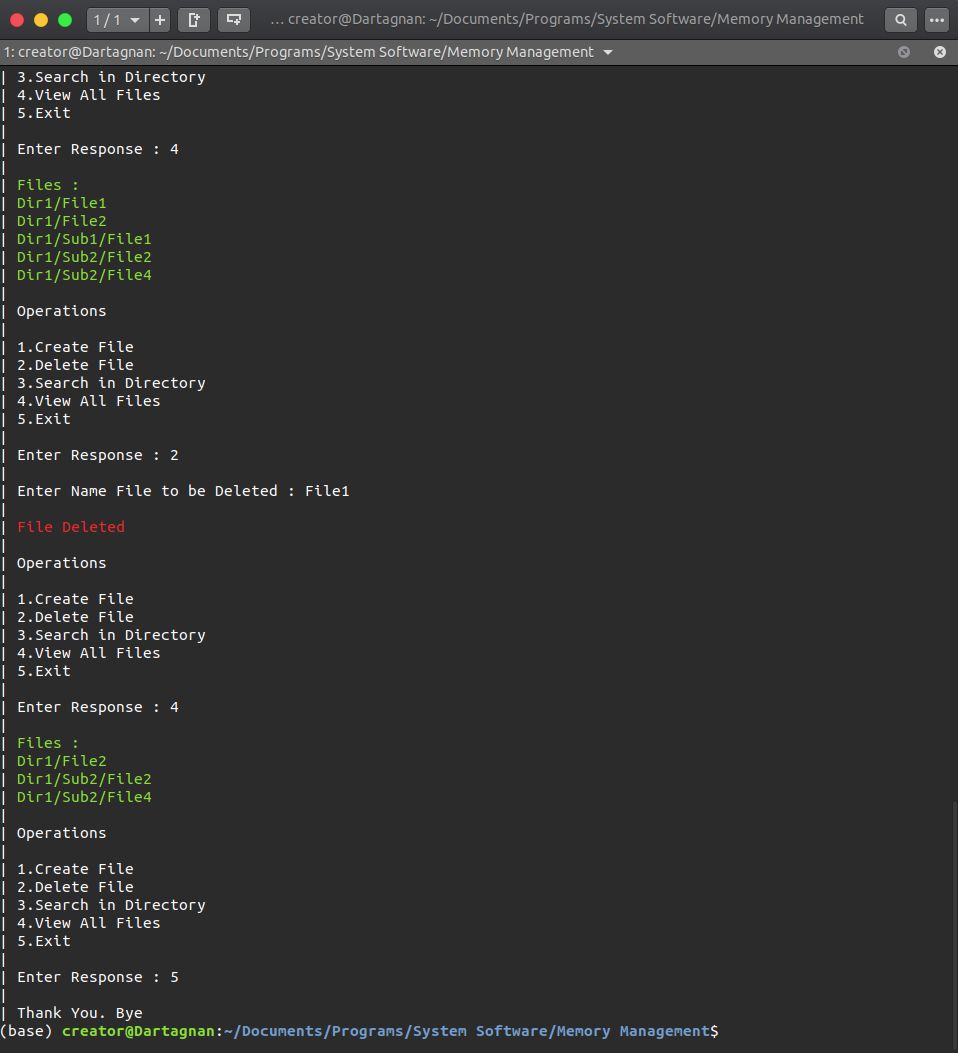 1 / 1
… creator@Dartagnan: ~/Documents/Programs/System Software/Memory Management
1: creator@Dartagnan: ~/Documents/Programs/System Software/Memory Management
| 3.Search in Directory
| 4.View All Files
| 5.Exit
|
| Enter Response : 4
|
| Files :
| Dir1/File1
| Dir1/File2
| Dir1/Sub1/File1
| Dir1/Sub2/File2
| Dir1/Sub2/File4
|
| Operations
|
| 1.Create File
| 2.Delete File
| 3.Search in Directory
| 4.View All Files
| 5.Exit
|
| Enter Response : 2
|
| Enter Name File to be Deleted : File1
|
| File Deleted
|
| Operations
|
| 1.Create File
| 2.Delete File
| 3.Search in Directory
| 4.View All Files
| 5.Exit
|
| Enter Response : 4
|
| Files :
| Dir1/File2
| Dir1/Sub2/File2
| Dir1/Sub2/File4
|
| Operations
|
| 1.Create File
| 2.Delete File
| 3.Search in Directory
| 4.View All Files
| 5.Exit
|
| Enter Response : 5
|
| Thank You. Bye
(base) creator@Dartagnan:~/Documents/Programs/System Software/Memory Management$